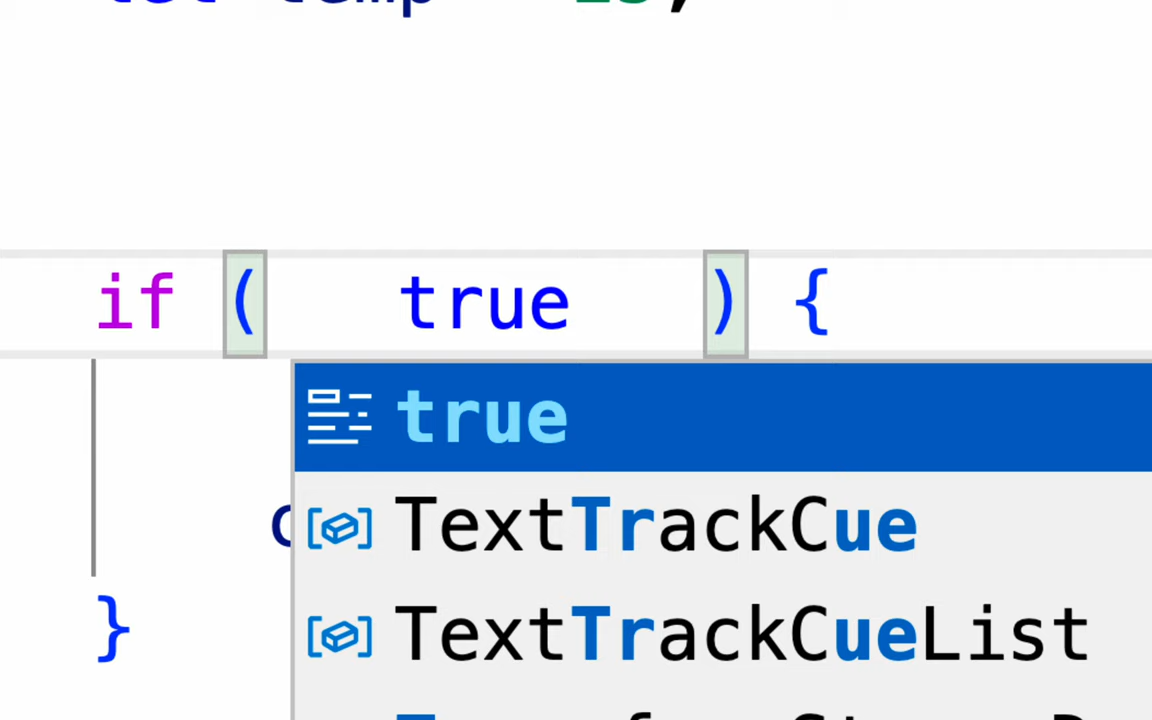 if ( true ) {
true
TextTrackCue
TextTrackCueList
}